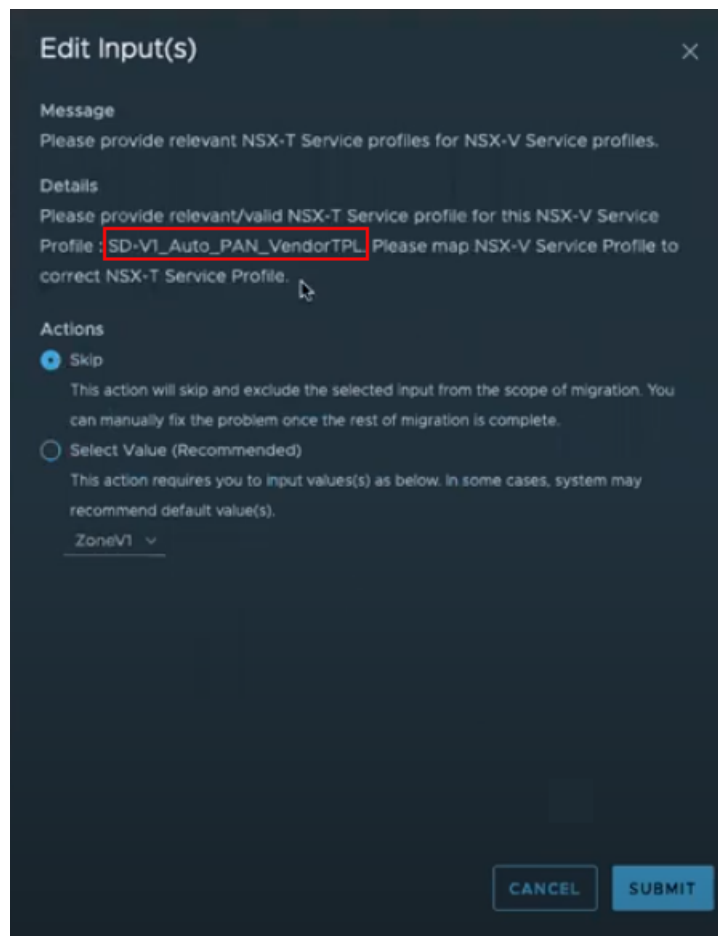 Edit Input(s)
Message
Please provide relevant NSX-T Service profiles for NSX-V Service profiles.
Details
Please provide relevant/valid NSX-T Service profile for this NSX-V Service
Profile : SD-V1_Auto_PAN_VendorTPL. Please map NSX-V Service Profile to
correct NSX-T Service Profile.
Actions
Skip
This action will skip and exclude the selected input from the scope of migration. You
can manually fix the problem once the rest of migration is complete.
Select Value (Recommended)
This action requires you to input values(s) as below. In some cases, system may
recommend default value(s).
ZoneV1
CANCEL SUBMIT